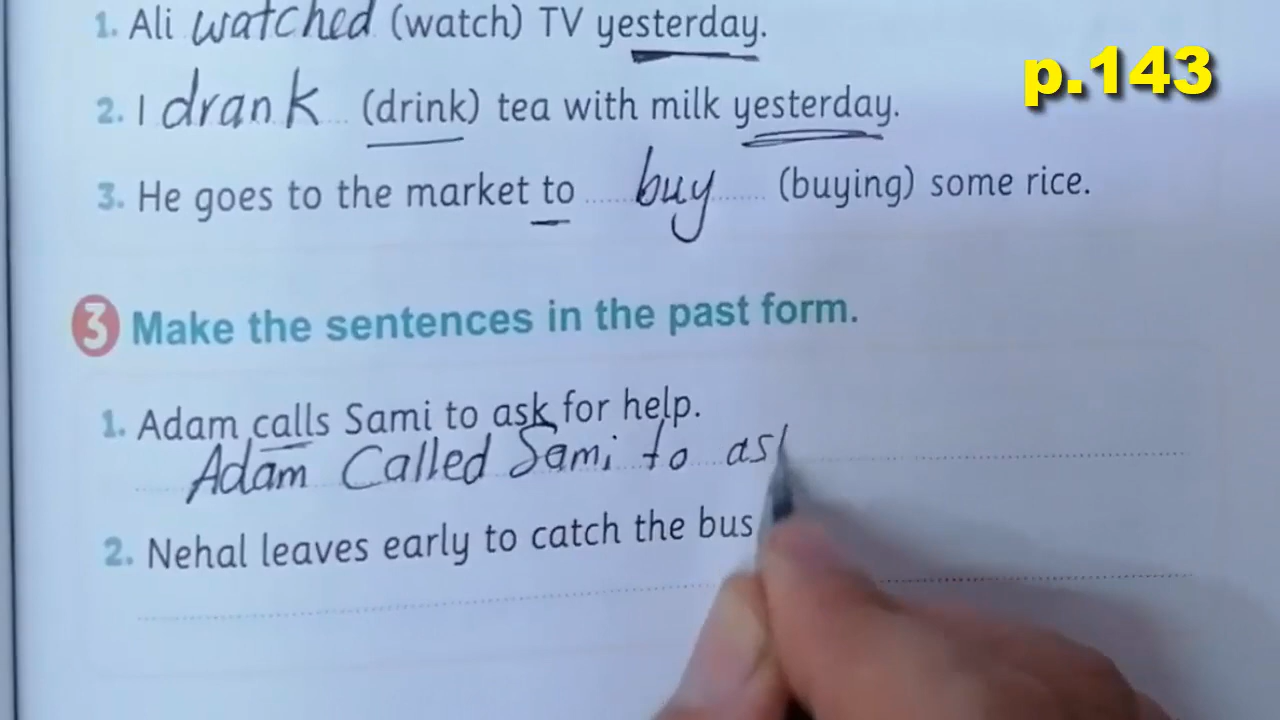 1. Ali watched (watch) TV yesterday.
p.143
2. I drank (drink) tea with milk yesterday.
3. He goes to the market to buy (buying) some rice.
3 Make the sentences in the past form.
1. Adam calls Sami to ask for help.
Adam Called Sami to as
2. Nehal leaves early to catch the bus